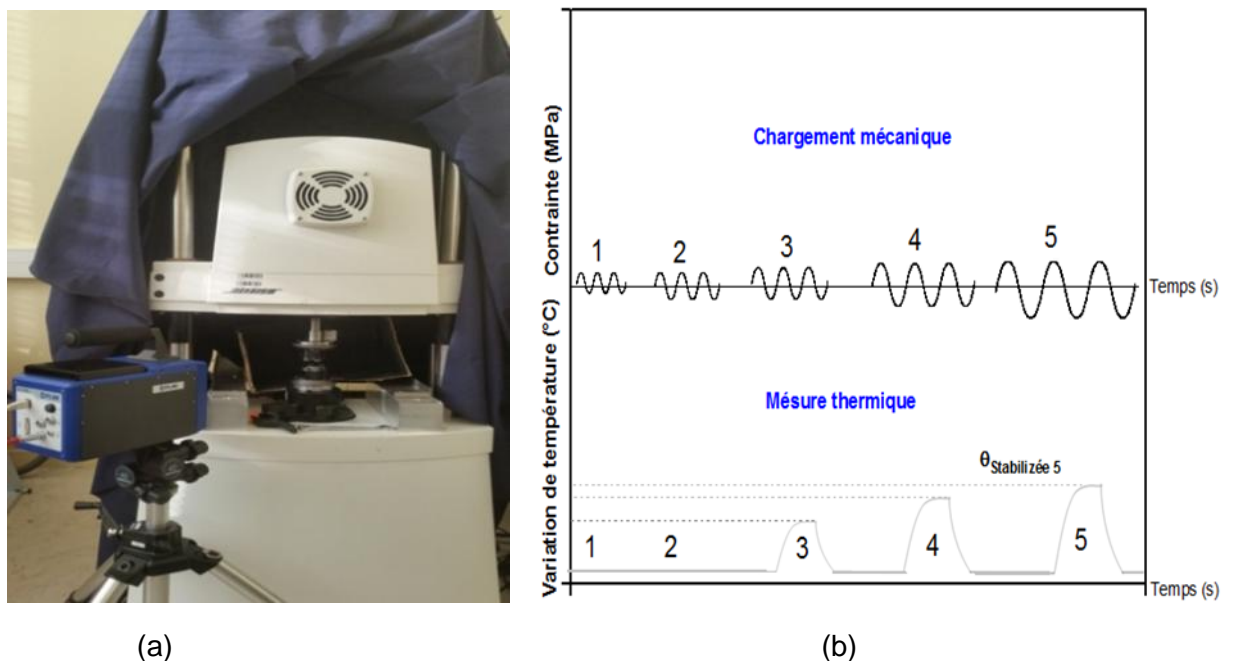 Contrainte (MPa)
Chargement mécanique
1 2 3 4 5
Temps (s)
Variation de température (°C)
Mésure thermique
θStabilizée 5
1 2 3 4 5
Temps (s)
(a) (b)